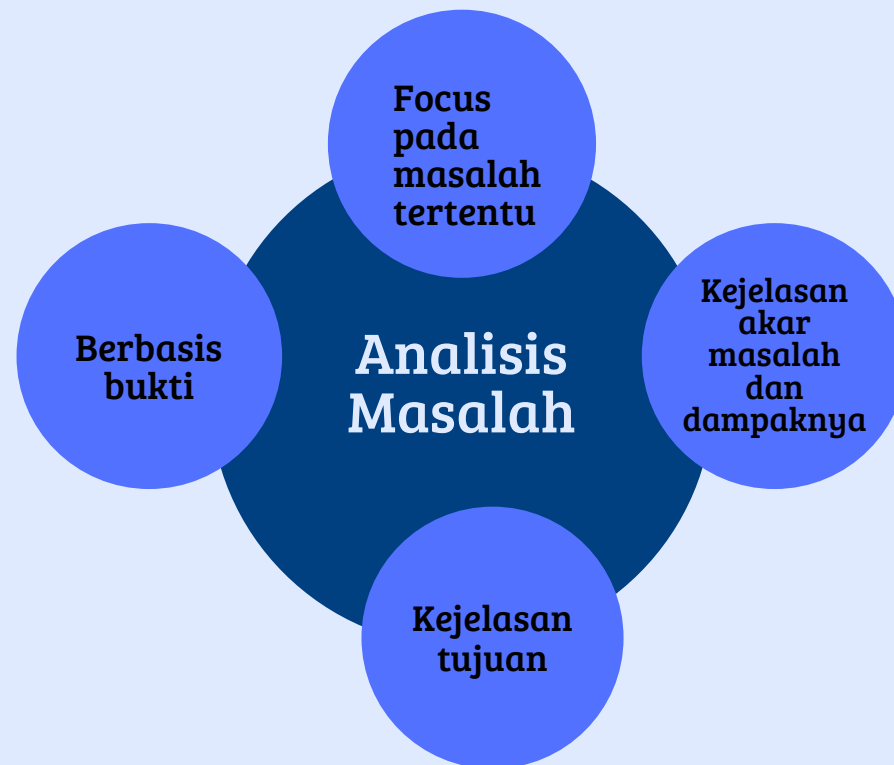 Focus
pada
masalah
tertentu
Berbasis
bukti
Analisis
Masalah
Kejelasan
akar
masalah
dan
dampaknya
Kejelasan
tujuan